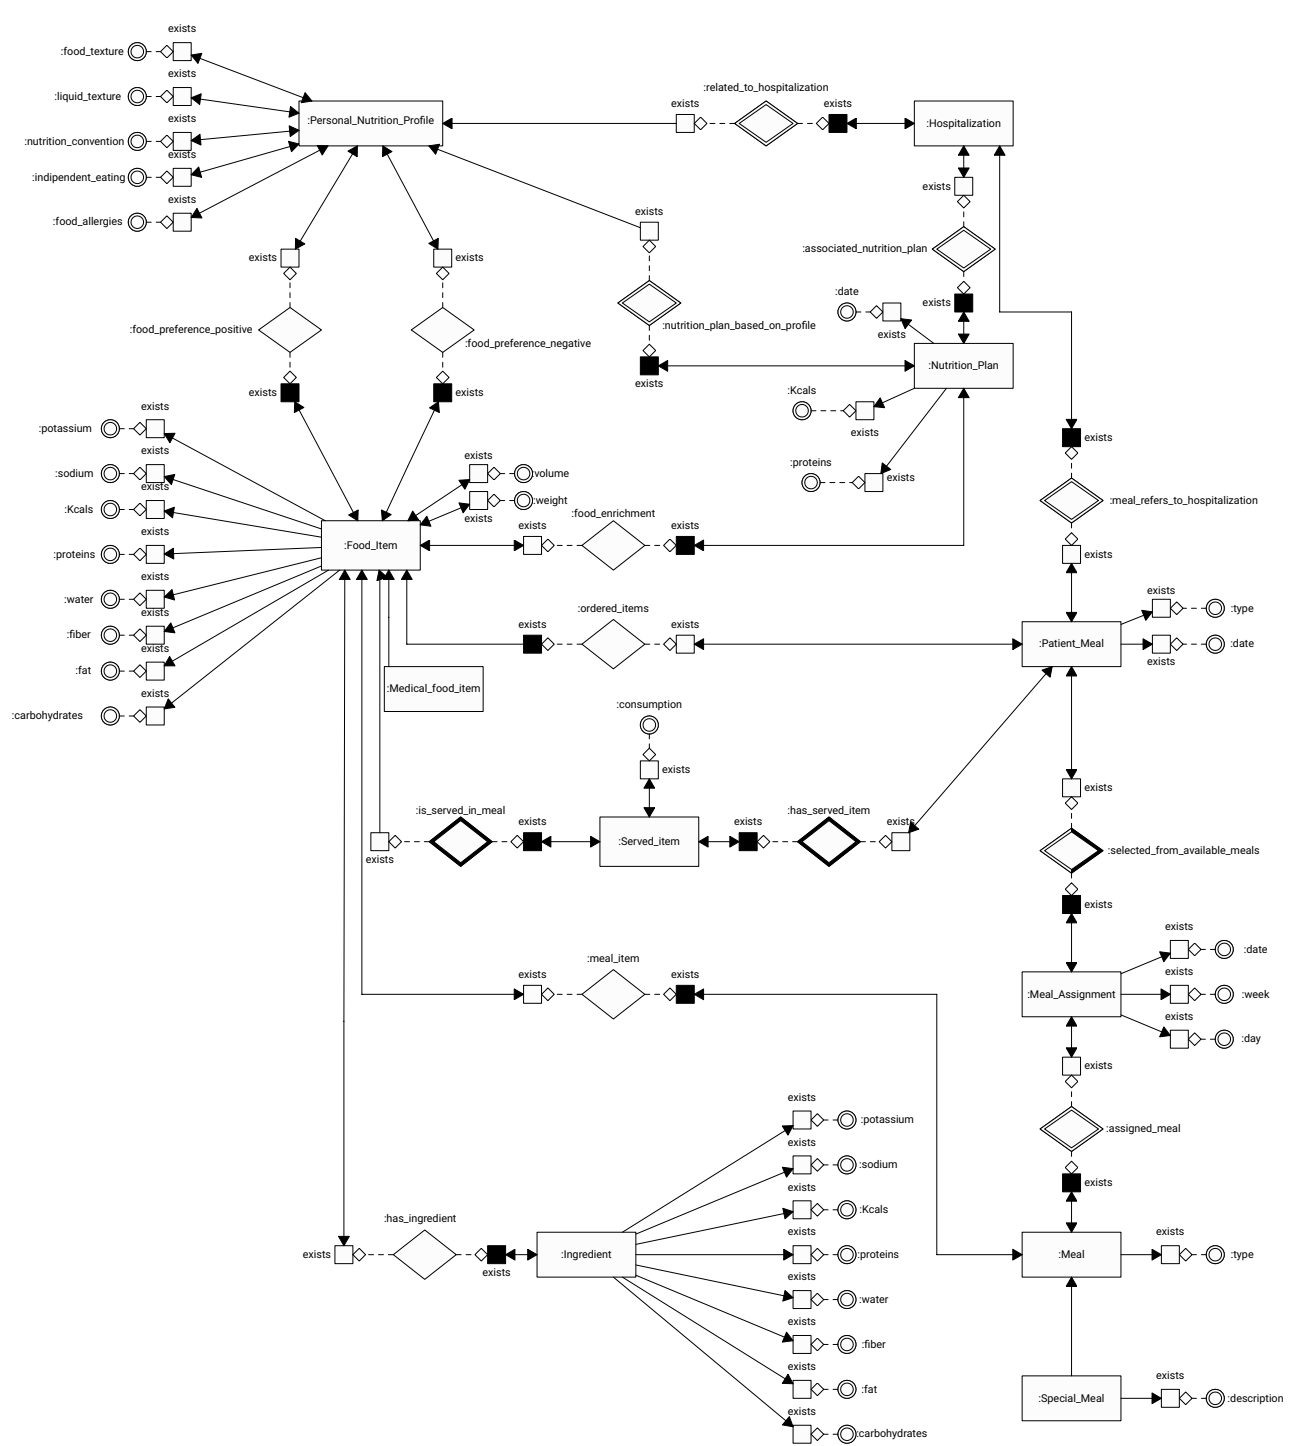 exists
:food_texture
exists
:liquid_texture
exists
:nutrition_convention
exists
:indipendent_eating
exists
:food_allergies
:Personal_Nutrition_Profile
exists
:related_to_hospitalization
exists
:Hospitalization
exists
:associated_nutrition_plan
exists
exists
:nutrition_plan_based_on_profile
exists
:date
exists
:Nutrition_Plan
:Kcals
exists
:proteins
exists
exists
exists
:food_preference_positive
:food_preference_negative
exists
exists
exists
:meal_refers_to_hospitalization
exists
exists
:potassium
exists
:sodium
exists
:Kcals
exists
:proteins
exists
:water
exists
:fiber
exists
:fat
exists
:carbohydrates
:Food_Item
exists
:volume
:weight
exists
exists
:food_enrichment
exists
exists
:ordered_items
exists
:Medical_food_item
:Patient_Meal
exists
:type
:date
exists
:consumption
exists
:is_served_in_meal
exists
exists
:Served_item
exists
:has_served_item
exists
exists
:selected_from_available_meals
exists
exists
:meal_item
exists
:Meal_Assignment
exists
:date
exists
:week
exists
:day
exists
:assigned_meal
exists
exists
:has_ingredient
exists
:Ingredient
exists
:potassium
exists
:sodium
exists
:Kcals
exists
:proteins
exists
:water
exists
:fiber
exists
:fat
exists
:carbohydrates
:Meal
exists
:type
:Special_Meal
exists
:description